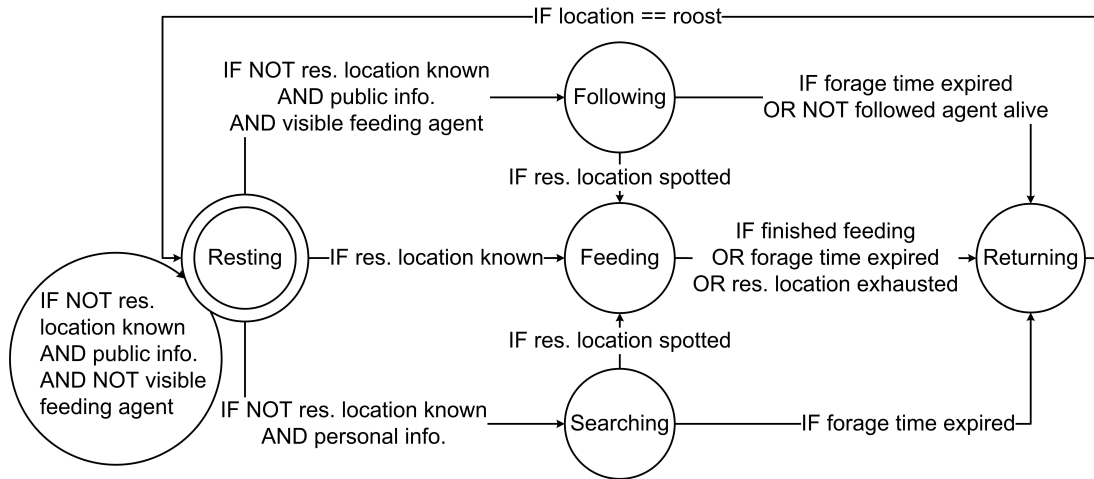 IF location == roost
IF NOT res. location known
AND public info.
AND visible feeding agent
Following
IF forage time expired
OR NOT followed agent alive
IF res. location spotted
Resting
IF res. location known
Feeding
IF finished feeding
OR forage time expired
OR res. location exhausted
Returning
IF NOT res.
location known
AND public info.
AND NOT visible
feeding agent
IF res. location spotted
IF NOT res. location known
AND personal info.
Searching
IF forage time expired